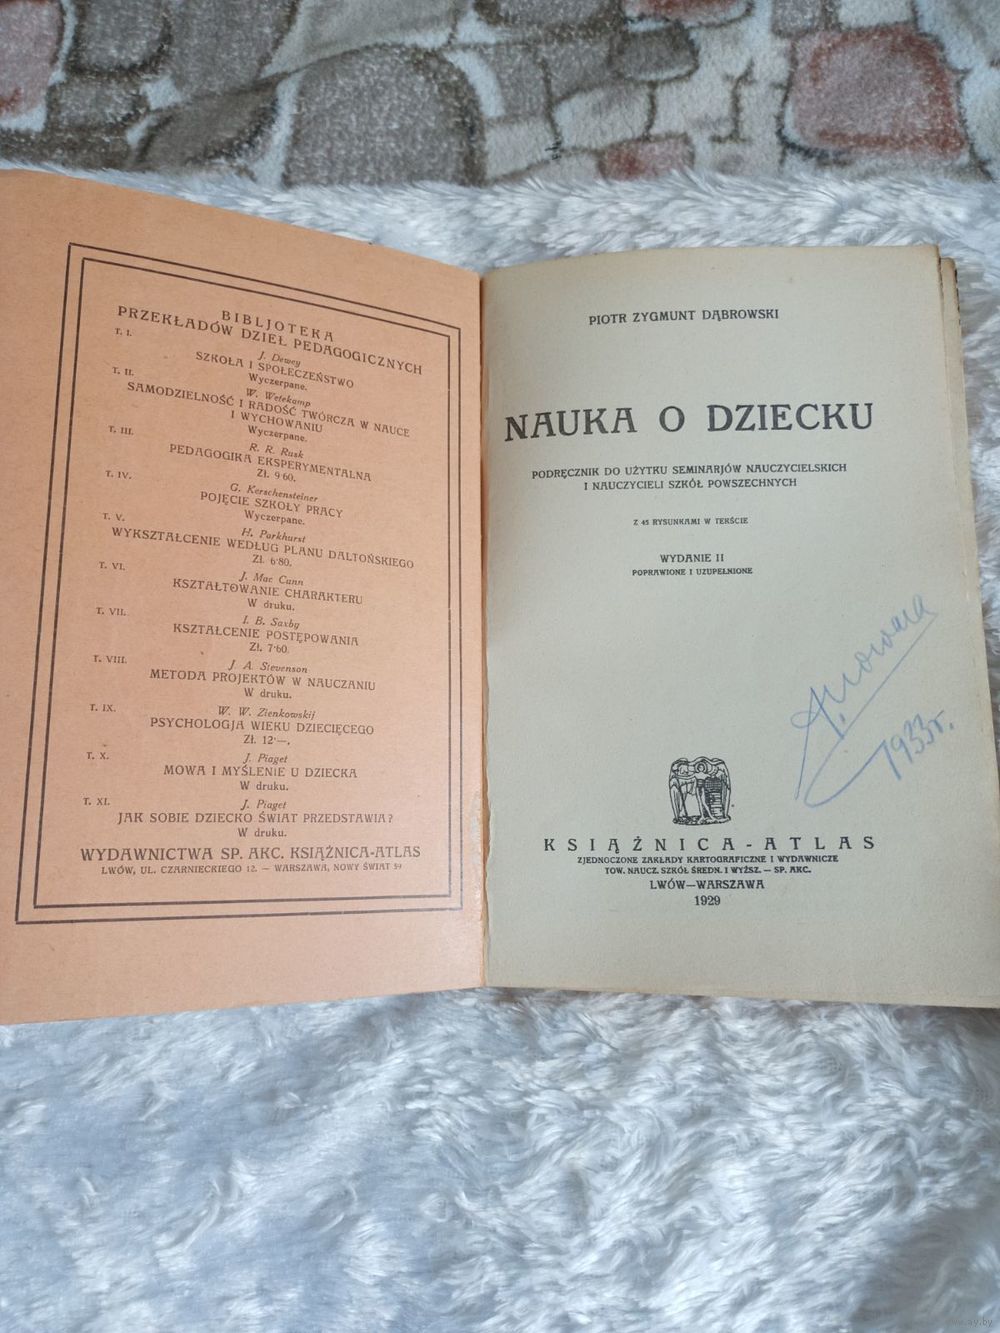 BIBLJOTEKA
PRZEKŁADÓW DZIEŁ PEDAGOGICZNYCH
T. I.
J. Dewey
SZKOŁA I SPOŁECZEŃSTWO
Wyczerpane.
T. II.
W. Wetekamp
SAMODZIELNOŚĆ I RADOŚĆ TWÓRCZA W NAUCE
I WYCHOWANIU
Wyczerpane.
T. III.
R. R. Rusk
PEDAGOGIKA EKSPERYMENTALNA
Zł. 9·60.
T. IV.
G. Kerschensteiner
POJĘCIE SZKOŁY PRACY
Wyczerpane.
T. V.
H. Parkhurst
WYKSZTAŁCENIE WEDŁUG PLANU DALTOŃSKIEGO
Zł. 6·80.
T. VI.
J. Mac Cunn
KSZTAŁTOWANIE CHARAKTERU
W druku.
T. VII.
I. B. Saxby
KSZTAŁCENIE POSTĘPOWANIA
Zł. 7·60.
T. VIII.
J. A. Stevenson
METODA PROJEKTÓW W NAUCZANIU
W druku.
T. IX.
W. W. Zienkowskij
PSYCHOLOGJA WIEKU DZIECIĘCEGO
Zł. 12·—.
T. X.
J. Piaget
MOWA I MYŚLENIE U DZIECKA
W druku.
T. XI.
J. Piaget
JAK SOBIE DZIECKO ŚWIAT PRZEDSTAWIA?
W druku.
WYDAWNICTWA SP. AKC. KSIĄŻNICA-ATLAS
LWÓW, UL. CZARNIECKIEGO 12. — WARSZAWA, NOWY ŚWIAT 59
PIOTR ZYGMUNT DĄBROWSKI
NAUKA O DZIECKU
PODRĘCZNIK DO UŻYTKU SEMINARJÓW NAUCZYCIELSKICH
I NAUCZYCIELI SZKÓŁ POWSZECHNYCH
Z 45 RYSUNKAMI W TEKŚCIE
WYDANIE II
POPRAWIONE I UZUPEŁNIONE
1933r.
KSIĄŻNICA-ATLAS
ZJEDNOCZONE ZAKŁADY KARTOGRAFICZNE I WYDAWNICZE
TOW. NAUCZ. SZKÓŁ ŚREDN. I WYŻSZ. — SP. AKC.
LWÓW—WARSZAWA
1929